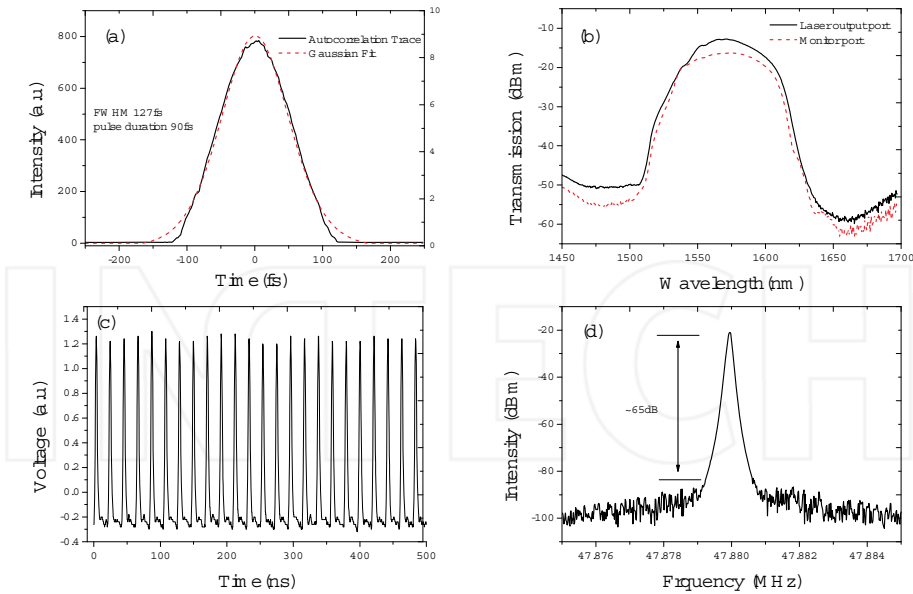 (a)
Autocorrelation Trace
Gaussian Fit
FWHM 127fs
pulse duration 90fs
Intensity (a.u)
800
600
400
200
0
10
8
6
4
2
0
-200
-100
0
100
200
Time (fs)
(b)
Laser output port
Monitor port
Transmission (dBm)
-10
-20
-30
-40
-50
-60
1450
1500
1550
1600
1650
1700
Wavelength (nm)
(c)
Voltage (a.u)
1.4
1.2
1.0
0.8
0.6
0.4
0.2
0.0
-0.2
-0.4
0
100
200
300
400
500
Time (ns)
(d)
~65dB
Intensity (dBm)
-20
-40
-60
-80
-100
47.876
47.878
47.880
47.882
47.884
Frquency (MHz)
INTECH